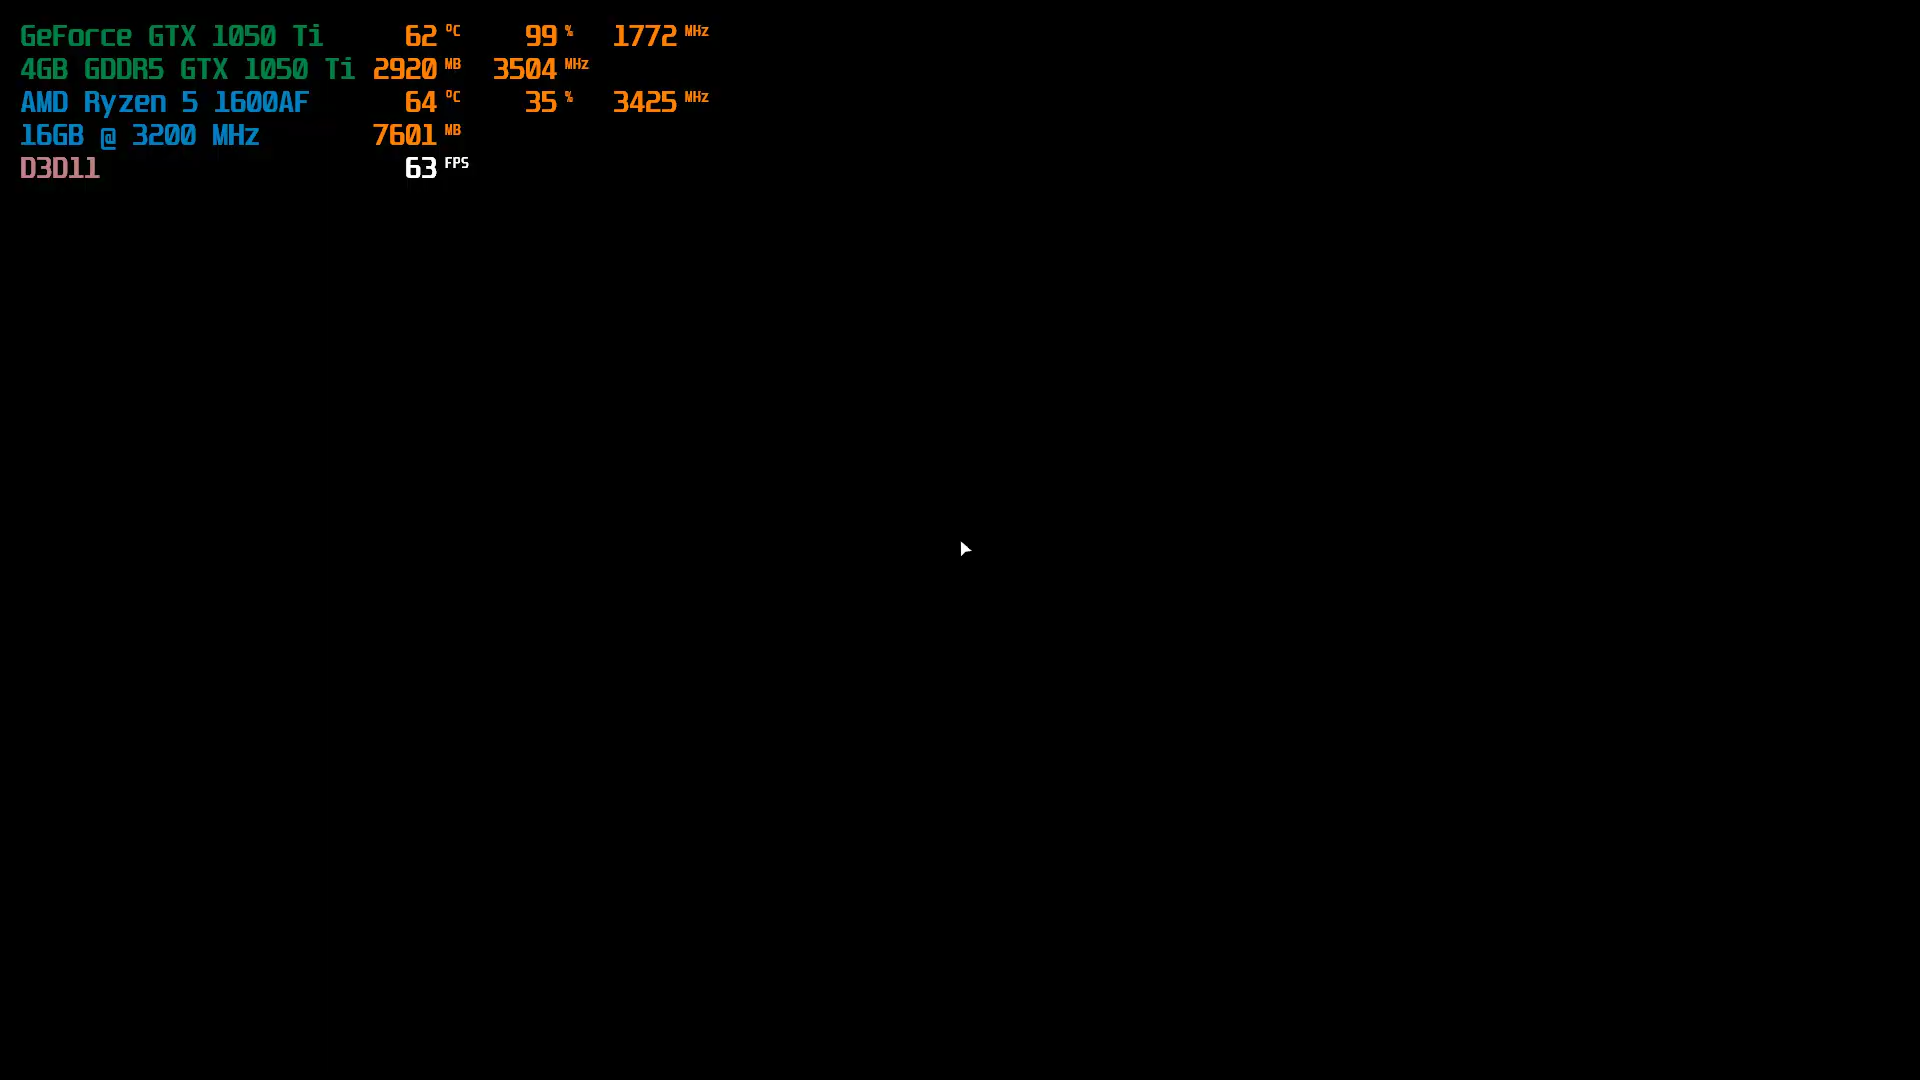 GeForce GTX 1050 Ti 62 °C 99 % 1772 MHz
4GB GDDR5 GTX 1050 Ti 2920 MB 3504 MHz
AMD Ryzen 5 1600AF 64 °C 35 % 3425 MHz
16GB @ 3200 MHz 7601 MB
D3D11 63 FPS